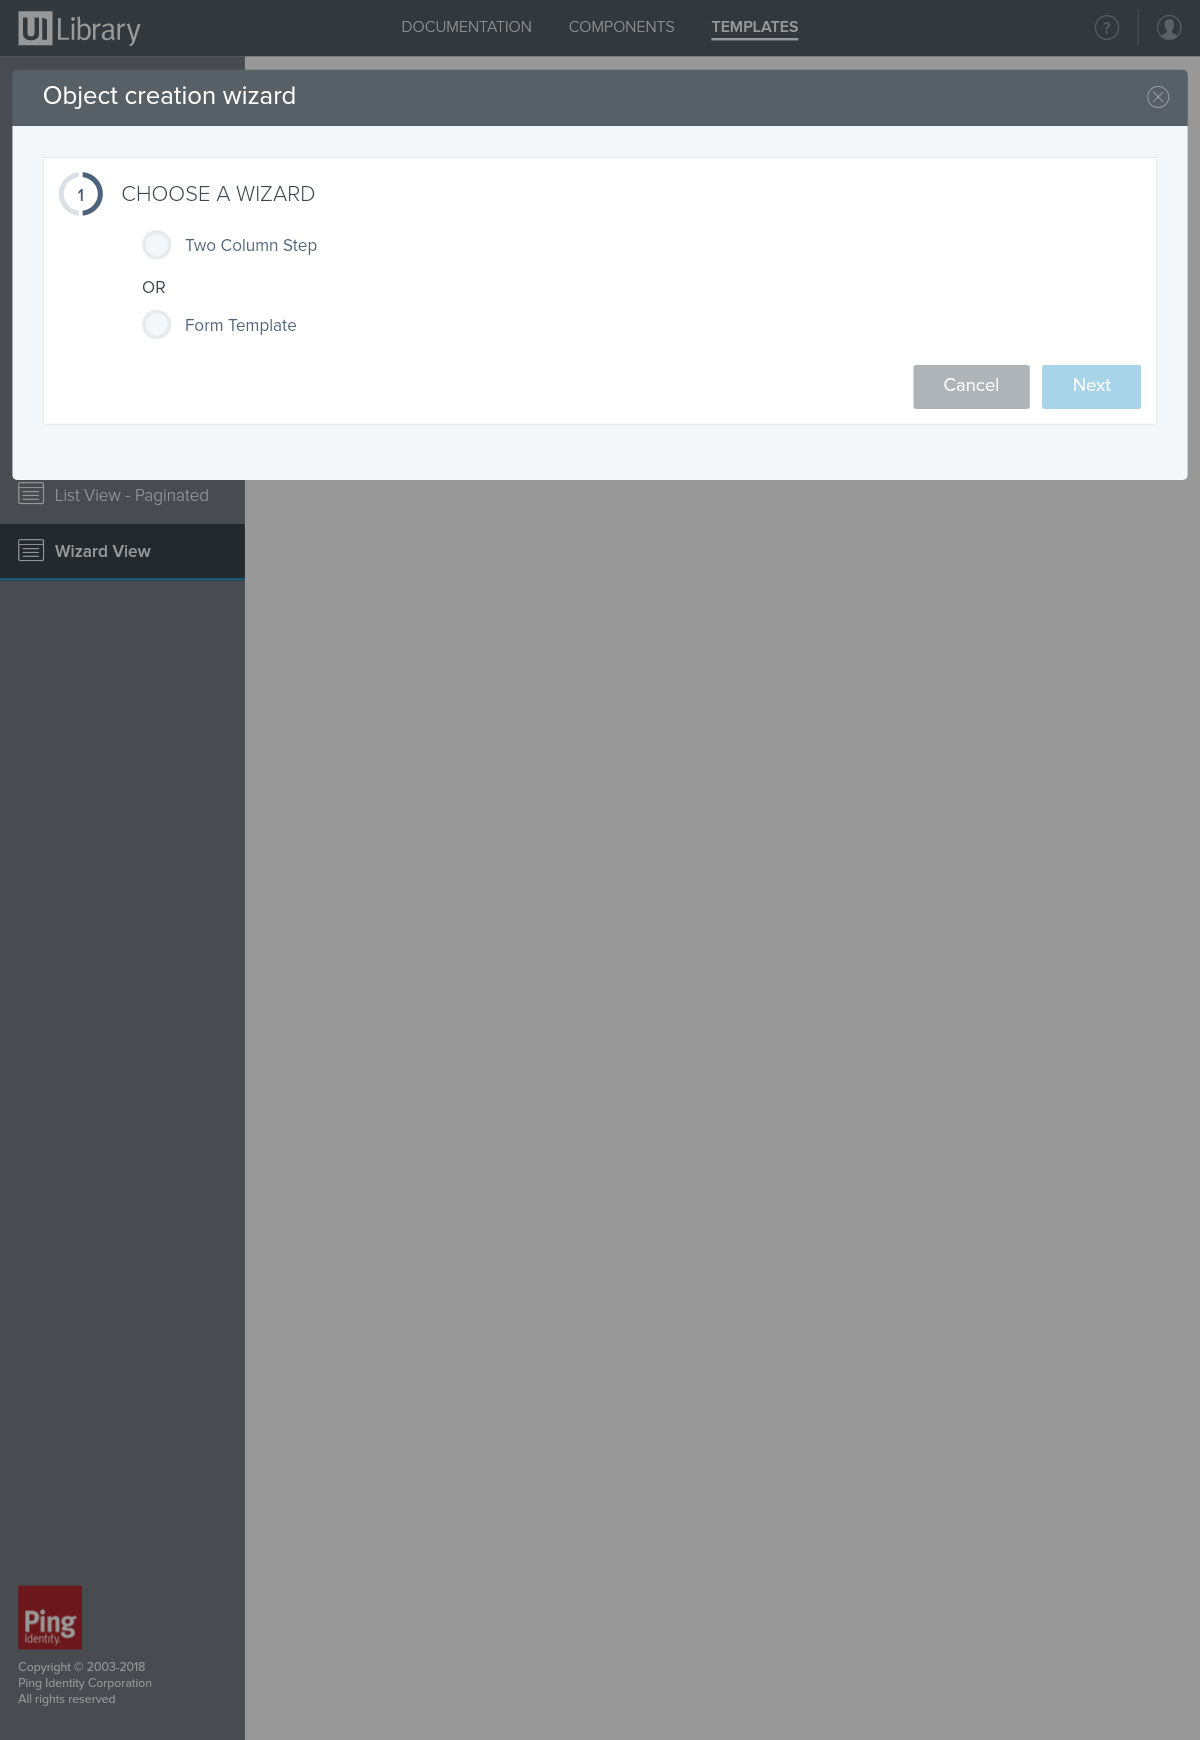 UI Library
DOCUMENTATION
COMPONENTS
TEMPLATES
?
Object creation wizard
1
CHOOSE A WIZARD
Two Column Step
OR
Form Template
Cancel
Next
List View - Paginated
Wizard View
Ping
Identity.
Copyright © 2003-2018
Ping Identity Corporation
All rights reserved